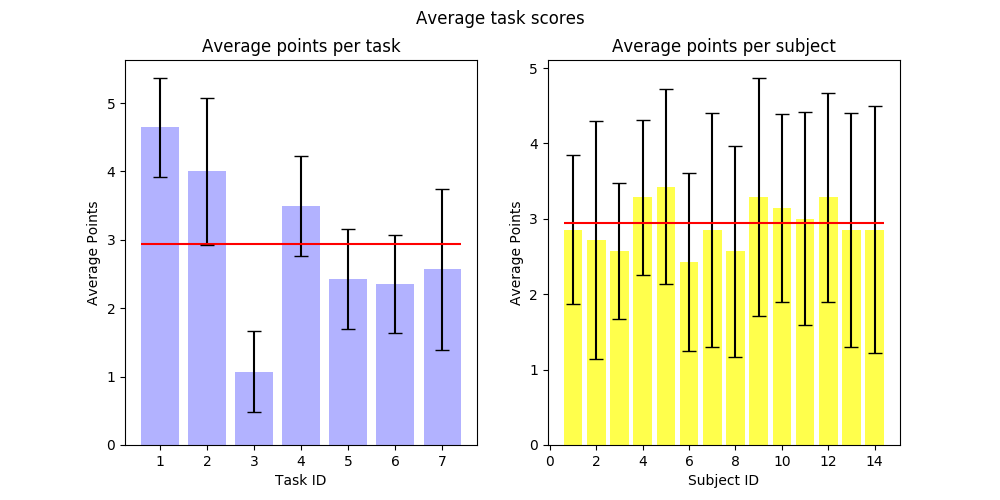 Average task scores
Average points per task
5
4
3
2
1
0
Average Points
1 2 3 4 5 6 7
Task ID
Average points per subject
5
4
3
2
1
0
Average Points
0 2 4 6 8 10 12 14
Subject ID